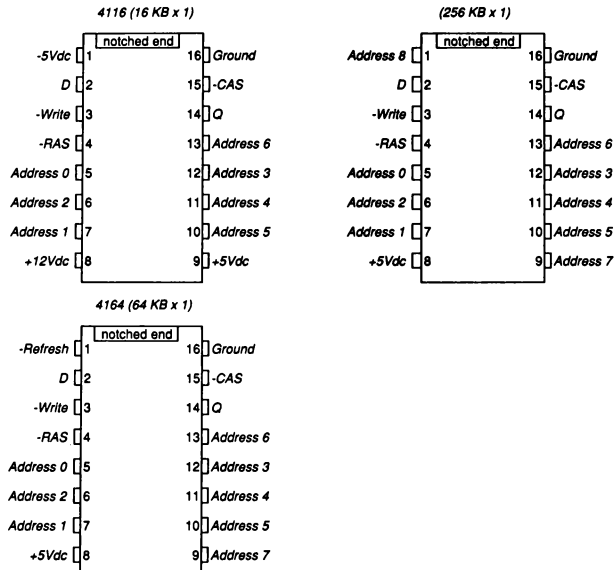 4116 (16 KB x 1)
notched end
-5Vdc 1 16 Ground
D 2 15 -CAS
-Write 3 14 Q
-RAS 4 13 Address 6
Address 0 5 12 Address 3
Address 2 6 11 Address 4
Address 1 7 10 Address 5
+12Vdc 8 9 +5Vdc
(256 KB x 1)
notched end
Address 8 1 16 Ground
D 2 15 -CAS
-Write 3 14 Q
-RAS 4 13 Address 6
Address 0 5 12 Address 3
Address 2 6 11 Address 4
Address 1 7 10 Address 5
+5Vdc 8 9 Address 7
4164 (64 KB x 1)
notched end
-Refresh 1 16 Ground
D 2 15 -CAS
-Write 3 14 Q
-RAS 4 13 Address 6
Address 0 5 12 Address 3
Address 2 6 11 Address 4
Address 1 7 10 Address 5
+5Vdc 8 9 Address 7